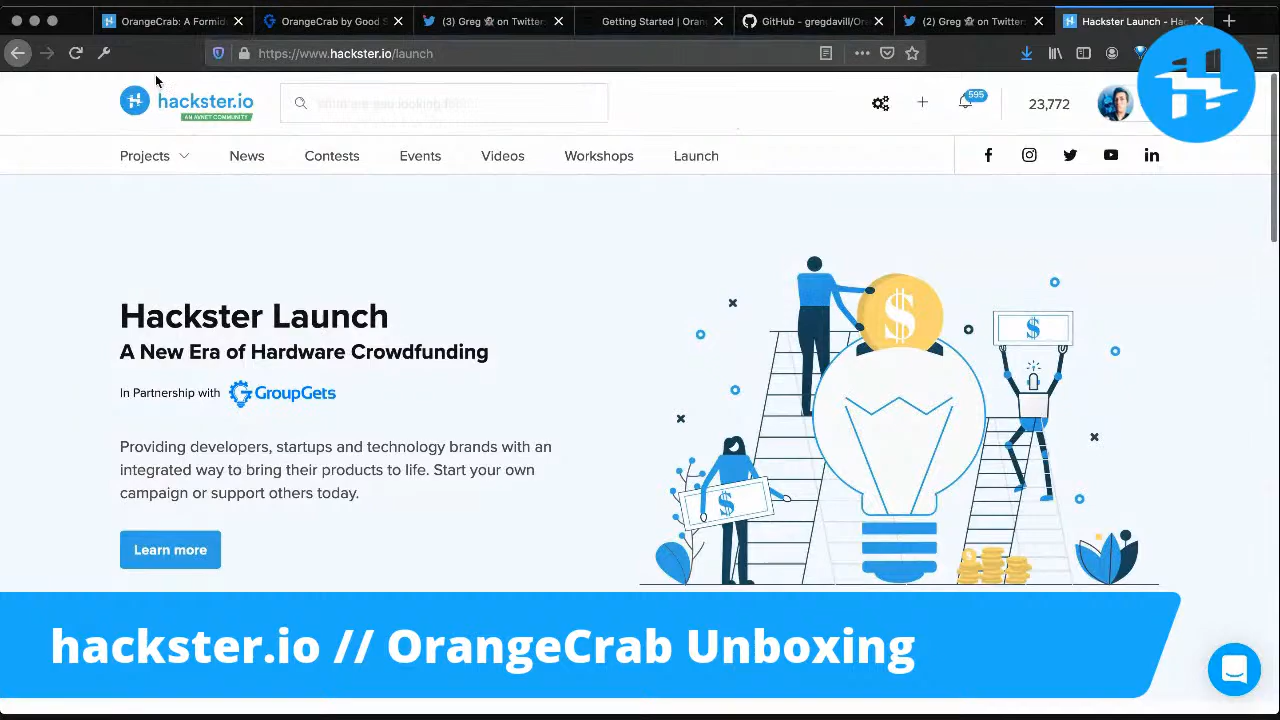 OrangeCrab: A Formid
OrangeCrab by Good S
(3) Greg on Twitter:
Getting Started | Oran
GitHub - gregdavill/Or
(2) Greg on Twitter:
Hackster Launch - Hac
https://www.hackster.io/launch
hackster.io
AN AVNET COMMUNITY
What are you looking for?
595
23,772
Projects
News
Contests
Events
Videos
Workshops
Launch
Hackster Launch
A New Era of Hardware Crowdfunding
In Partnership with GroupGets
Providing developers, startups and technology brands with an
integrated way to bring their products to life. Start your own
campaign or support others today.
Learn more
$
$
$
hackster.io // OrangeCrab Unboxing